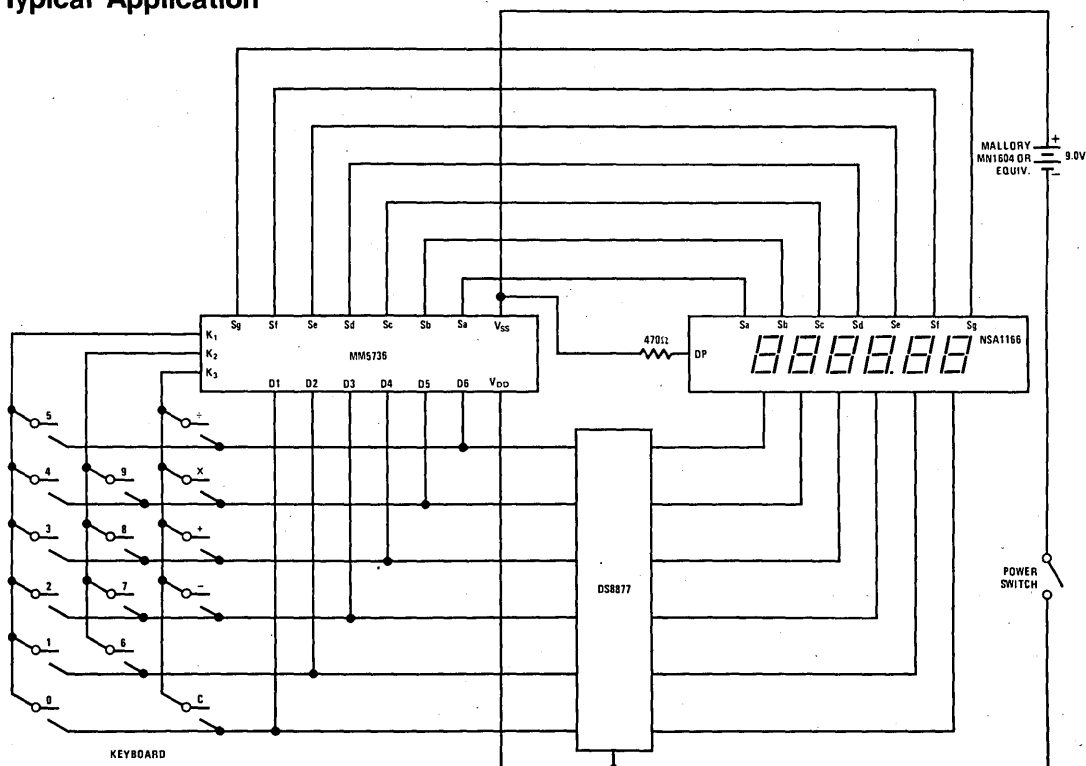 Typical Application
MALLORY
MN1604 OR
EQUIV.
+
−
9.0V
Sg Sf Se Sd Sc Sb Sa VSS
K1
K2
K3
MM5736
D1 D2 D3 D4 D5 D6 VDD
470Ω
Sa Sb Sc Sd Se Sf Sg
DP
888888.88
NSA1166
5 ÷
4 9 X
3 8 +
2 7 −
1 6
0 C
KEYBOARD
DS8877
POWER
SWITCH